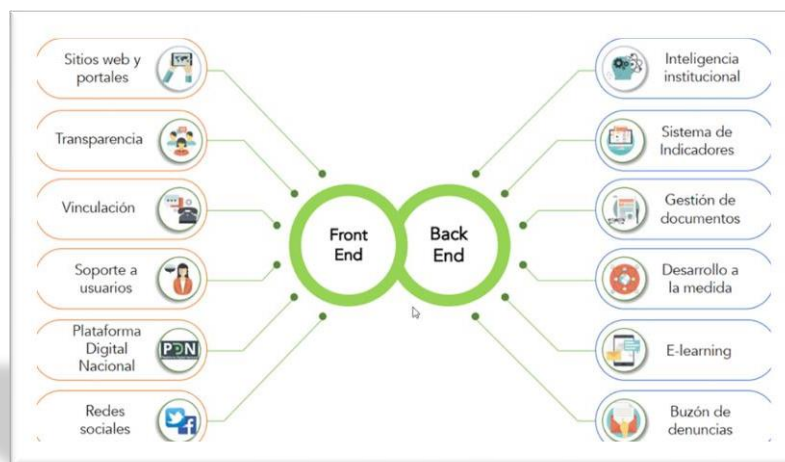 Sitios web y
portales
Transparencia
Vinculación
Soporte a
usuarios
Plataforma
Digital
Nacional
PDN
Redes
sociales
Front
End
Back
End
Inteligencia
institucional
Sistema de
Indicadores
Gestión de
documentos
Desarrollo a
la medida
E-learning
Buzón de
denuncias